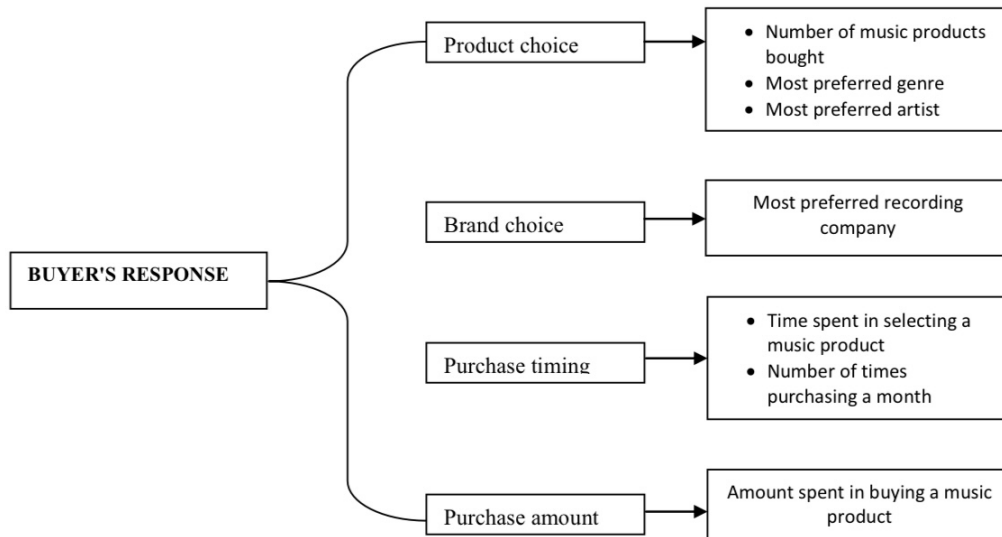 BUYER'S RESPONSE
Product choice
• Number of music products
bought
• Most preferred genre
• Most preferred artist
Brand choice
Most preferred recording
company
Purchase timing
• Time spent in selecting a
music product
• Number of times
purchasing a month
Purchase amount
Amount spent in buying a music
product